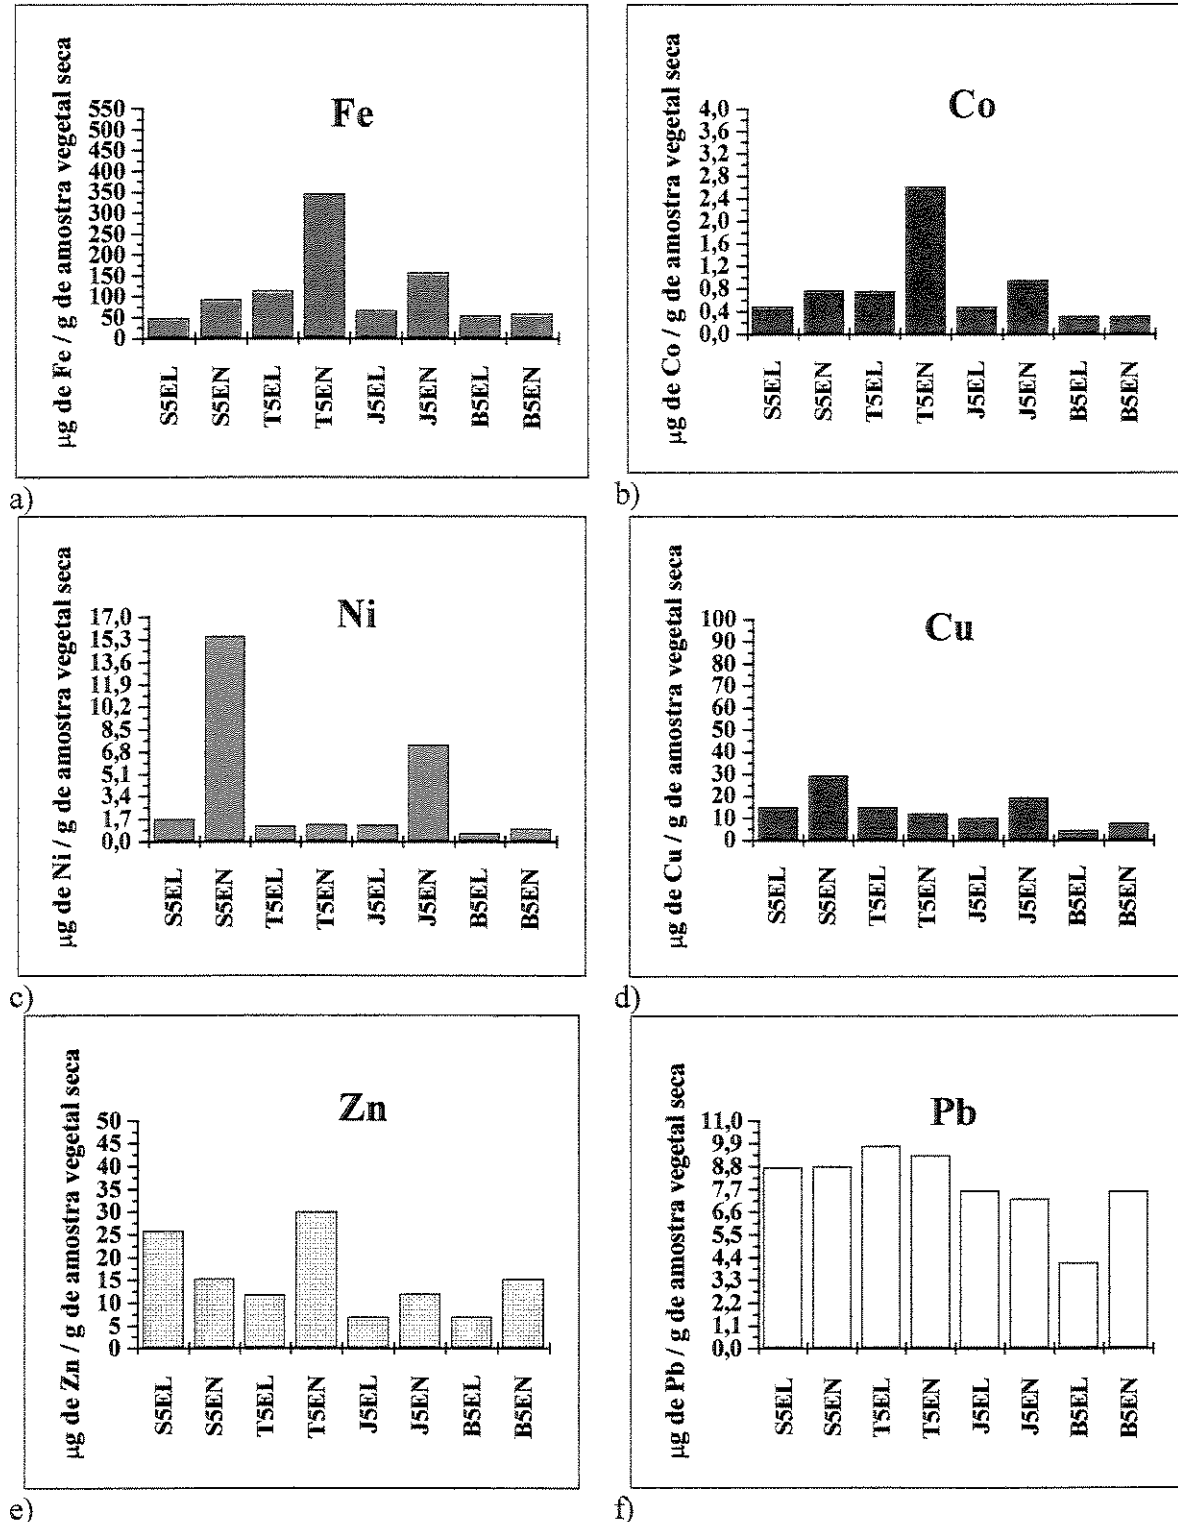 µg de Fe / g de amostra vegetal seca
Fe
550
500
450
400
350
300
250
200
150
100
50
0
S5EL
S5EN
T5EL
T5EN
J5EL
J5EN
B5EL
B5EN
a)
µg de Co / g de amostra vegetal seca
Co
4,0
3,6
3,2
2,8
2,4
2,0
1,6
1,2
0,8
0,4
0,0
S5EL
S5EN
T5EL
T5EN
J5EL
J5EN
B5EL
B5EN
b)
µg de Ni / g de amostra vegetal seca
Ni
17,0
15,3
13,6
11,9
10,2
8,5
6,8
5,1
3,4
1,7
0,0
S5EL
S5EN
T5EL
T5EN
J5EL
J5EN
B5EL
B5EN
c)
µg de Cu / g de amostra vegetal seca
Cu
100
90
80
70
60
50
40
30
20
10
0
S5EL
S5EN
T5EL
T5EN
J5EL
J5EN
B5EL
B5EN
d)
µg de Zn / g de amostra vegetal seca
Zn
50
45
40
35
30
25
20
15
10
5
0
S5EL
S5EN
T5EL
T5EN
J5EL
J5EN
B5EL
B5EN
e)
µg de Pb / g de amostra vegetal seca
Pb
11,0
9,9
8,8
7,7
6,6
5,5
4,4
3,3
2,2
1,1
0,0
S5EL
S5EN
T5EL
T5EN
J5EL
J5EN
B5EL
B5EN
f)